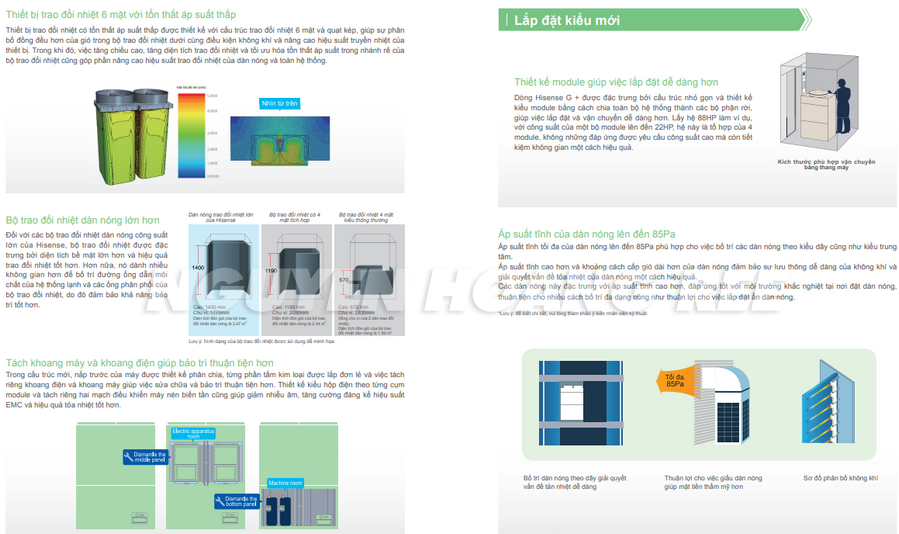 Thiết bị trao đổi nhiệt 6 mặt với tổn thất áp suất thấp
Thiết bị trao đổi nhiệt có tổn thất áp suất thấp được thiết kế với cấu trúc trao đổi nhiệt 6 mặt và quạt kép, giúp sự phân
bố đồng đều hơn của gió trong bộ trao đổi nhiệt dưới cùng điều kiện không khí và nâng cao hiệu suất truyền nhiệt của
thiết bị. Trong khi đó, việc tăng chiều cao, tăng diện tích trao đổi nhiệt và tối ưu hóa tổn thất áp suất trong nhánh rẽ của
bộ trao đổi nhiệt cũng góp phần nâng cao hiệu suất trao đổi nhiệt của dàn nóng và toàn hệ thống.
Nhìn từ trên
Bộ trao đổi nhiệt dàn nóng lớn hơn
Đối với các bộ trao đổi nhiệt dàn nóng công suất
lớn của Hisense, bộ trao đổi nhiệt được đặc
trưng bởi diện tích bề mặt lớn hơn và hiệu quả
trao đổi nhiệt tốt hơn. Hơn nữa, nó dành nhiều
không gian hơn để bố trí đường ống dẫn môi
chất của hệ thống lạnh và các ống phân phối của
bộ trao đổi nhiệt, do đó đảm bảo khả năng bảo
trì tốt hơn.
Dàn nóng trao đổi nhiệt lớn
của Hisense
1400
Cao: 1400 mm
Diện tích đơn giữ của bộ trao
đổi nhiệt dàn nóng là 2.47 m²
Bộ trao đổi nhiệt có 4
mặt tích hợp
1190
Cao: 1190 mm
Chu vi: 2050mm
Diện tích đơn giữ của bộ trao
đổi nhiệt dàn nóng là 2.44 m²
Bộ trao đổi nhiệt 4 mặt
kiểu thông thường
670
Cao: 670 mm
Chu vi: 2830mm
(tổng chu vi của 2 dàn trao đổi
nhiệt)
Diện tích đơn giữ của bộ trao
đổi nhiệt dàn nóng là 1.90 m²
Lưu ý: hình dạng của bộ trao đổi nhiệt được sử dụng để minh họa.
Tách khoang máy và khoang điện giúp bảo trì thuận tiện hơn
Trong cấu trúc mới, nắp trước của máy được thiết kế phân chia, từng phần tấm kim loại được lắp đơn lẻ và việc tách
riêng khoang điện và khoang máy giúp việc sửa chữa và bảo trì thuận tiện hơn. Thiết kế kiểu hộp điện theo từng cụm
module và tách riêng hai mạch điều khiển máy nén biến tần cũng giúp giảm nhiễu âm, tăng cường đáng kể hiệu suất
EMC và hiệu quả tỏa nhiệt tốt hơn.
Electric apparatus
room
Dismantle the
middle panel
Machine room
Dismantle the
bottom panel
Lắp đặt kiểu mới
Thiết kế module giúp việc lắp đặt dễ dàng hơn
Dòng Hisense G + được đặc trưng bởi cấu trúc nhỏ gọn và thiết kế
kiểu module bằng cách chia toàn bộ hệ thống thành các bộ phận rời,
giúp việc lắp đặt và vận chuyển dễ dàng hơn. Lấy hệ 88HP làm ví dụ,
với công suất của một bộ module lên đến 22HP, hệ này là tổ hợp của 4
module, không những đáp ứng được yêu cầu công suất cao mà còn tiết
kiệm không gian một cách hiệu quả.
Kích thước phù hợp vận chuyển
bằng thang máy
Áp suất tĩnh của dàn nóng lên đến 85Pa
Áp suất tĩnh tối đa của dàn nóng lên đến 85Pa phù hợp cho việc bố trí các dàn nóng theo kiểu dãy cũng như kiểu trung
tâm.
Áp suất tĩnh cao hơn và khoảng cách cấp gió dài hơn của dàn nóng đảm bảo sự lưu thông dễ dàng của không khí và
giải quyết vấn đề tỏa nhiệt của dàn nóng một cách hiệu quả.
Các dàn nóng này đặc trưng với áp suất tĩnh cao hơn, đáp ứng tốt với môi trường khắc nghiệt tại nơi đặt dàn nóng,
thuận tiện cho nhiều cách bố trí đa dạng cũng như thuận lợi cho việc lắp đặt ẩn dàn nóng.
*Lưu ý: để biết chi tiết, vui lòng tham khảo ý kiến nhân viên kỹ thuật.
Tối đa.
85Pa
Bố trí dàn nóng theo dãy giải quyết
vấn đề tản nhiệt dễ dàng
Thuận lợi cho việc giấu dàn nóng
giúp mặt tiền thẩm mỹ hơn
Sơ đồ phân bố không khí